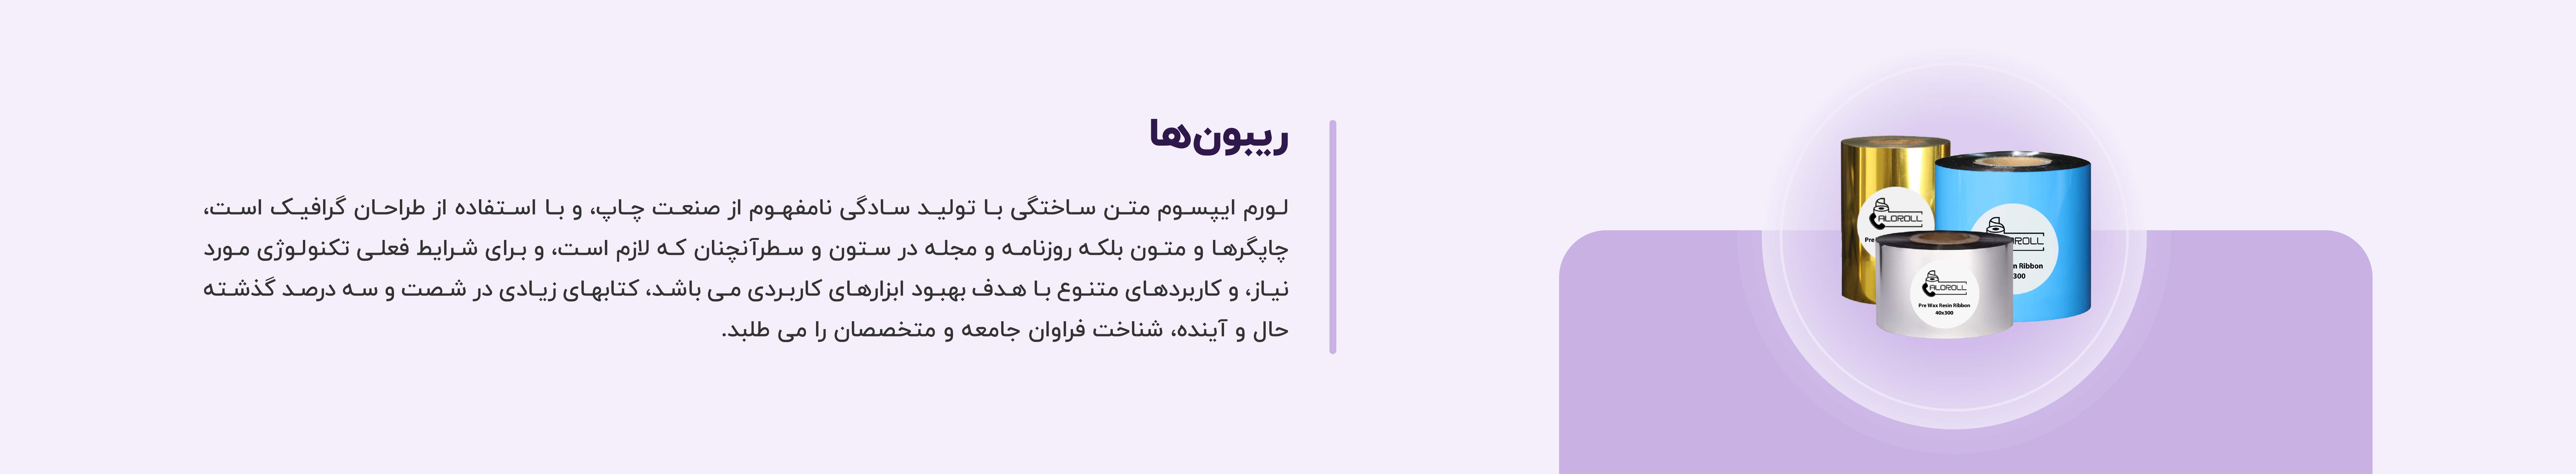 ریبون‌ها
لورم ایپسوم متن ساختگی با تولید سادگی نامفهوم از صنعت چاپ، و با استفاده از طراحان گرافیک است،
چاپگرها و متون بلکه روزنامه و مجله در ستون و سطرآنچنان که لازم است، و برای شرایط فعلی تکنولوژی مورد
نیاز، و کاربردهای متنوع با هدف بهبود ابزارهای کاربردی می باشد، کتابهای زیادی در شصت و سه درصد گذشته
حال و آینده، شناخت فراوان جامعه و متخصصان را می طلبد.
ALOROLL
Pre
ROLL
n Ribbon
300
ALOROLL
Pre Wax Resin Ribbon
40x300